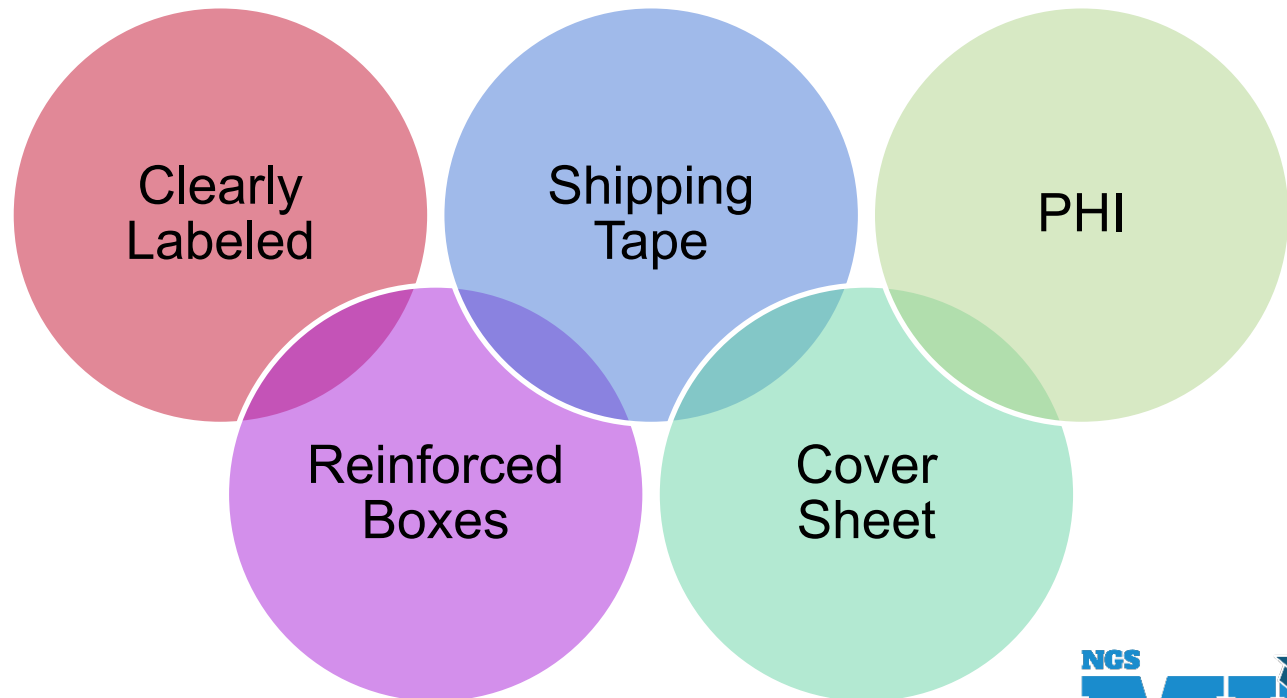 Clearly
Labeled
Shipping
Tape
PHI
Reinforced
Boxes
Cover
Sheet
NGS